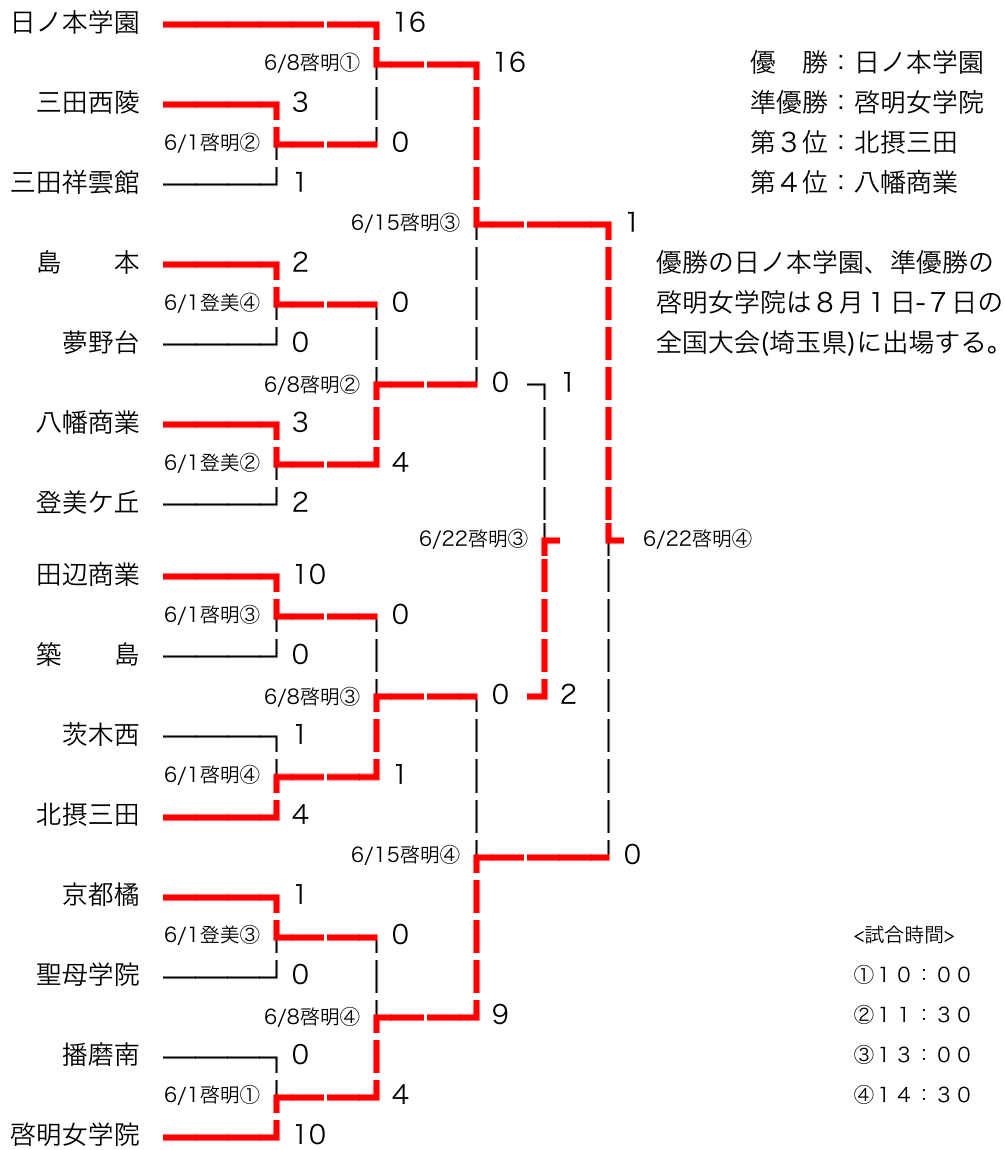 日ノ本学園 16
6/8啓明① 16
優　勝：日ノ本学園
三田西陵 3
準優勝：啓明女学院
6/1啓明② 0
第３位：北摂三田
三田祥雲館 1
第４位：八幡商業
6/15啓明③ 1
島　　本 2
優勝の日ノ本学園、準優勝の
6/1登美④ 0
啓明女学院は８月１日-７日の
夢野台 0
全国大会(埼玉県)に出場する。
6/8啓明② 0 1
八幡商業 3
6/1登美② 4
登美ケ丘 2
6/22啓明③ 6/22啓明④
田辺商業 10
6/1啓明③ 0
築　　島 0
6/8啓明③ 0 2
茨木西 1
6/1啓明④ 1
北摂三田 4
6/15啓明④ 0
京都橘 1
6/1登美③ 0
<試合時間>
聖母学院 0
①１０：００
6/8啓明④ 9
②１１：３０
播磨南 0
③１３：００
6/1啓明① 4
④１４：３０
啓明女学院 10